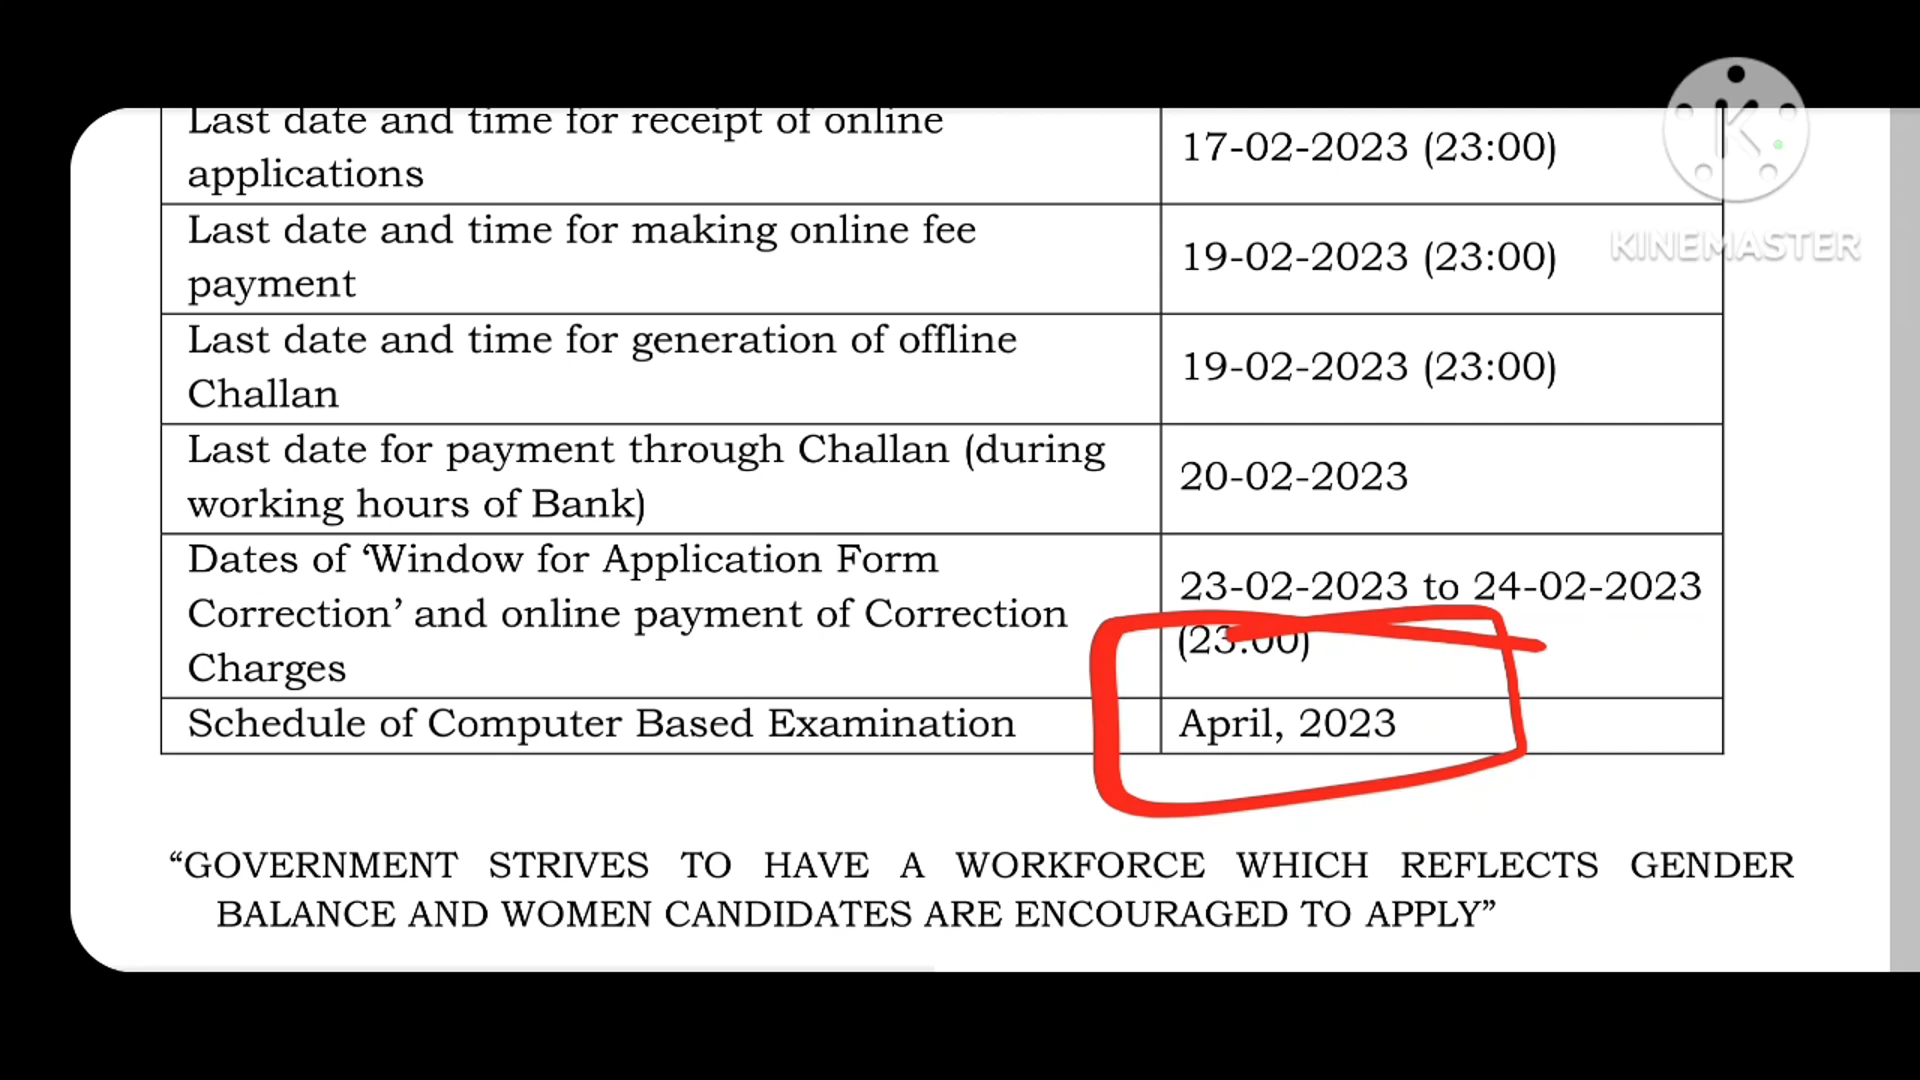 Last date and time for receipt of online
applications
17-02-2023 (23:00)
Last date and time for making online fee
payment
19-02-2023 (23:00)
Last date and time for generation of offline
Challan
19-02-2023 (23:00)
Last date for payment through Challan (during
working hours of Bank)
20-02-2023
Dates of ‘Window for Application Form
Correction’ and online payment of Correction
Charges
23-02-2023 to 24-02-2023
(23:00)
Schedule of Computer Based Examination
April, 2023
“GOVERNMENT STRIVES TO HAVE A WORKFORCE WHICH REFLECTS GENDER
BALANCE AND WOMEN CANDIDATES ARE ENCOURAGED TO APPLY”
K
KINEMASTER